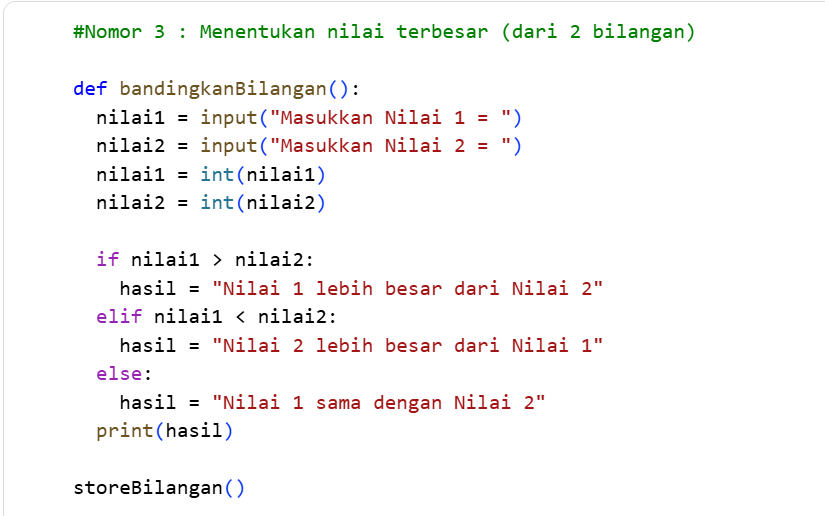 #Nomor 3 : Menentukan nilai terbesar (dari 2 bilangan)
def bandingkanBilangan():
nilai1 = input("Masukkan Nilai 1 = ")
nilai2 = input("Masukkan Nilai 2 = ")
nilai1 = int(nilai1)
nilai2 = int(nilai2)
if nilai1 > nilai2:
hasil = "Nilai 1 lebih besar dari Nilai 2"
elif nilai1 < nilai2:
hasil = "Nilai 2 lebih besar dari Nilai 1"
else:
hasil = "Nilai 1 sama dengan Nilai 2"
print(hasil)
storeBilangan()